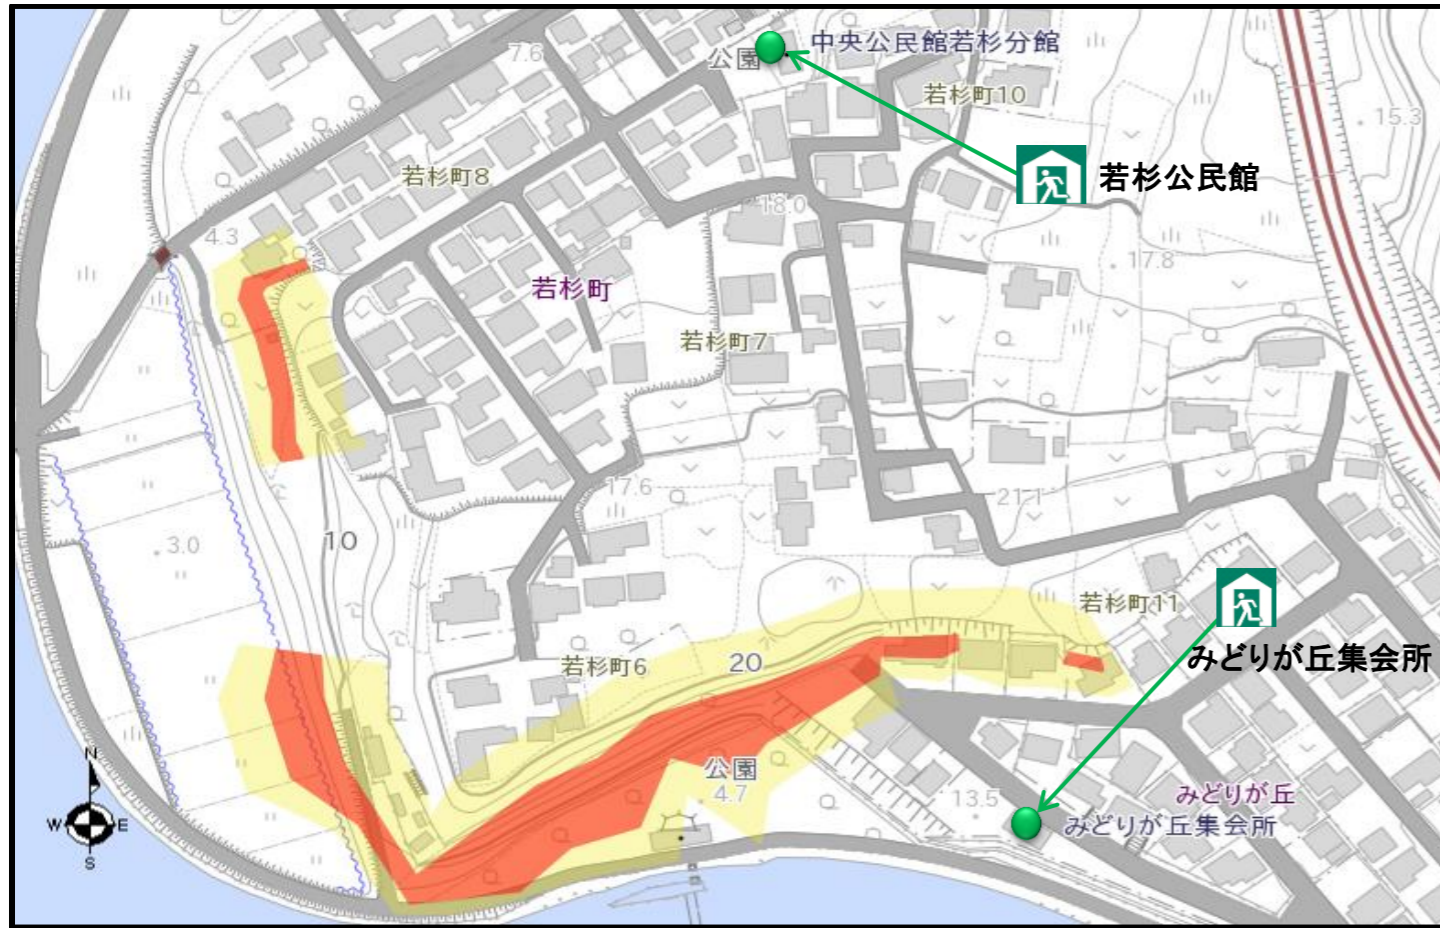 中央公民館若杉分館
公園
7.6
若杉町10
15.3
若杉町8
若杉公民館
18.0
4.3
17.8
若杉町
若杉町7
17.6
21.1
10
3.0
若杉町11
みどりが丘集会所
若杉町6
20
公園
4.7
13.5
みどりが丘
みどりが丘集会所
N
W
E
S